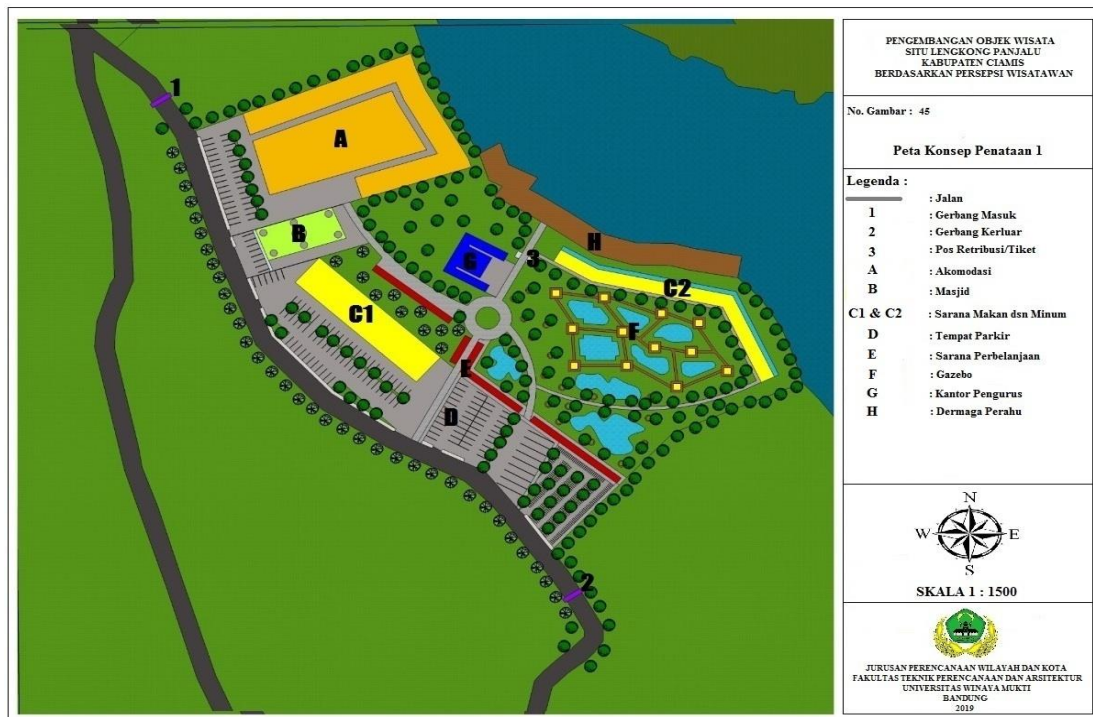 1
A
B
G
3
H
C2
C1
F
E
D
2
PENGEMBANGAN OBJEK WISATA
SITU LENGKONG PANJALU
KABUPATEN CIAMIS
BERDASARKAN PERSEPSI WISATAWAN
No. Gambar : 45
Peta Konsep Penataan 1
Legenda :
: Jalan
1 : Gerbang Masuk
2 : Gerbang Kerluar
3 : Pos Retribusi/Tiket
A : Akomodasi
B : Masjid
C1 & C2 : Sarana Makan dsn Minum
D : Tempat Parkir
E : Sarana Perbelanjaan
F : Gazebo
G : Kantor Pengurus
H : Dermaga Perahu
N
W E
S
SKALA 1 : 1500
JURUSAN PERENCANAAN WILAYAH DAN KOTA
FAKULTAS TEKNIK PERENCANAAN DAN ARSITEKTUR
UNIVERSITAS WINAYA MUKTI
BANDUNG
2019